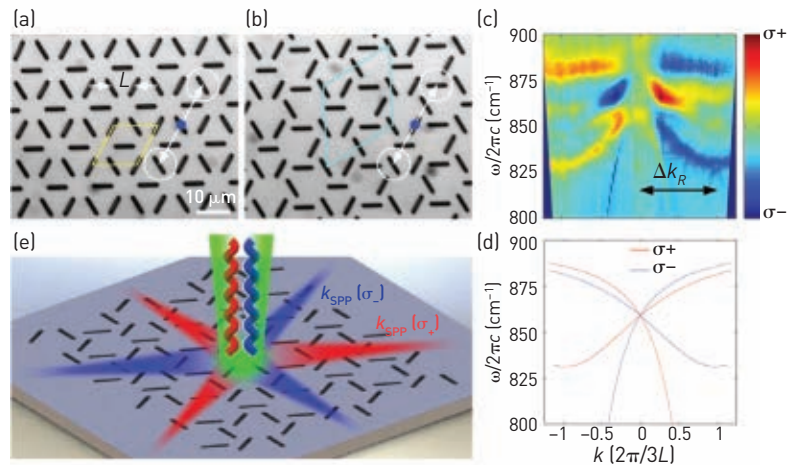 (a)
L
10 μm
(b)
(c)
900
875
850
825
800
ω/2πc (cm⁻¹)
Δk_R
σ+
σ−
(d)
900
875
850
825
800
ω/2πc (cm⁻¹)
σ+
σ−
−1 −0.5 0 0.5 1
k (2π/3L)
(e)
k_SPP (σ₋)
k_SPP (σ₊)